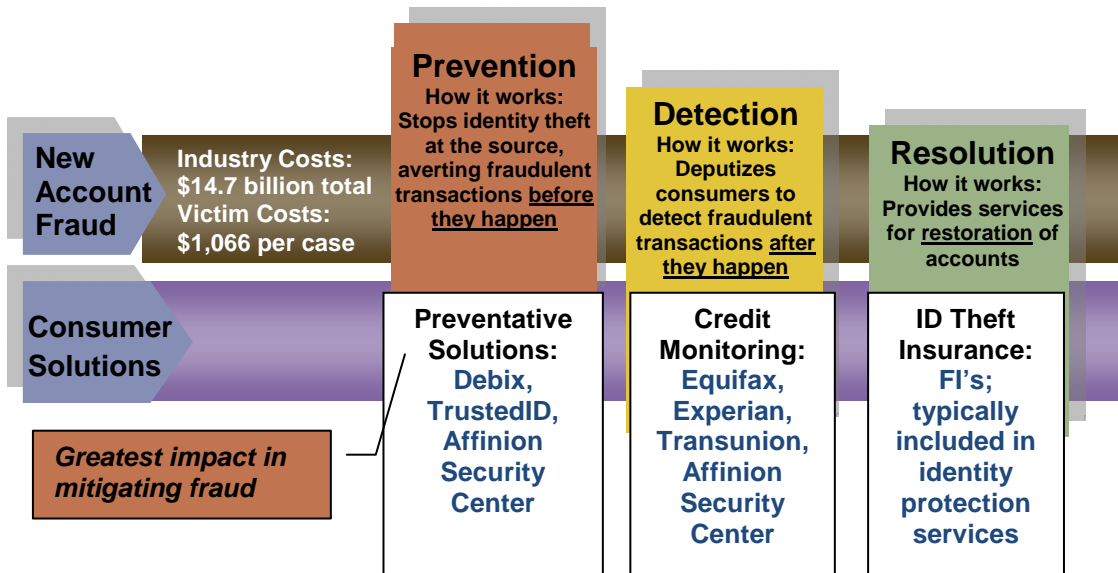 New
Account
Fraud
Industry Costs:
$14.7 billion total
Victim Costs:
$1,066 per case
Prevention
How it works:
Stops identity theft
at the source,
averting fraudulent
transactions before
they happen
Detection
How it works:
Deputizes
consumers to
detect fraudulent
transactions after
they happen
Resolution
How it works:
Provides services
for restoration of
accounts
Consumer
Solutions
Preventative
Solutions:
Debix,
TrustedID,
Affinion
Security
Center
Credit
Monitoring:
Equifax,
Experian,
Transunion,
Affinion
Security
Center
ID Theft
Insurance:
FI's;
typically
included in
identity
protection
services
Greatest impact in
mitigating fraud